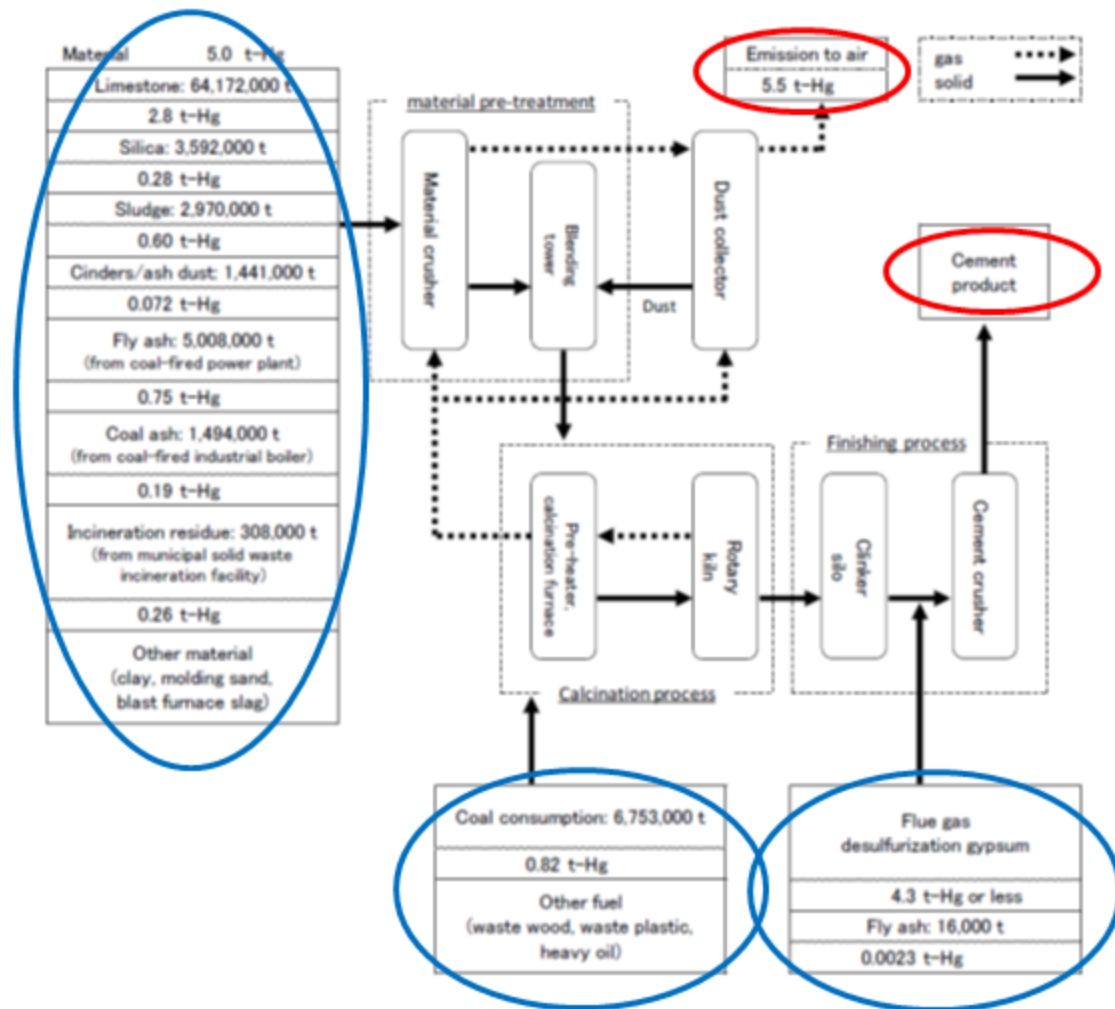 Material 5.0 t-Hg
Limestone: 64,172,000 t
2.8 t-Hg
Silica: 3,592,000 t
0.28 t-Hg
Sludge: 2,970,000 t
0.60 t-Hg
Cinders/ash dust: 1,441,000 t
0.072 t-Hg
Fly ash: 5,008,000 t
(from coal-fired power plant)
0.75 t-Hg
Coal ash: 1,494,000 t
(from coal-fired industrial boiler)
0.19 t-Hg
Incineration residue: 308,000 t
(from municipal solid waste
incineration facility)
0.26 t-Hg
Other material
(clay, molding sand,
blast furnace slag)
material pre-treatment
Material crusher
Blending
tower
Dust collector
Dust
Emission to air
5.5 t-Hg
gas
solid
Cement
product
Pre-heater,
calcination furnace
Rotary
kiln
Calcination process
Finishing process
Clinker
silo
Cement crusher
Coal consumption: 6,753,000 t
0.82 t-Hg
Other fuel
(waste wood, waste plastic,
heavy oil)
Flue gas
desulfurization gypsum
4.3 t-Hg or less
Fly ash: 16,000 t
0.0023 t-Hg